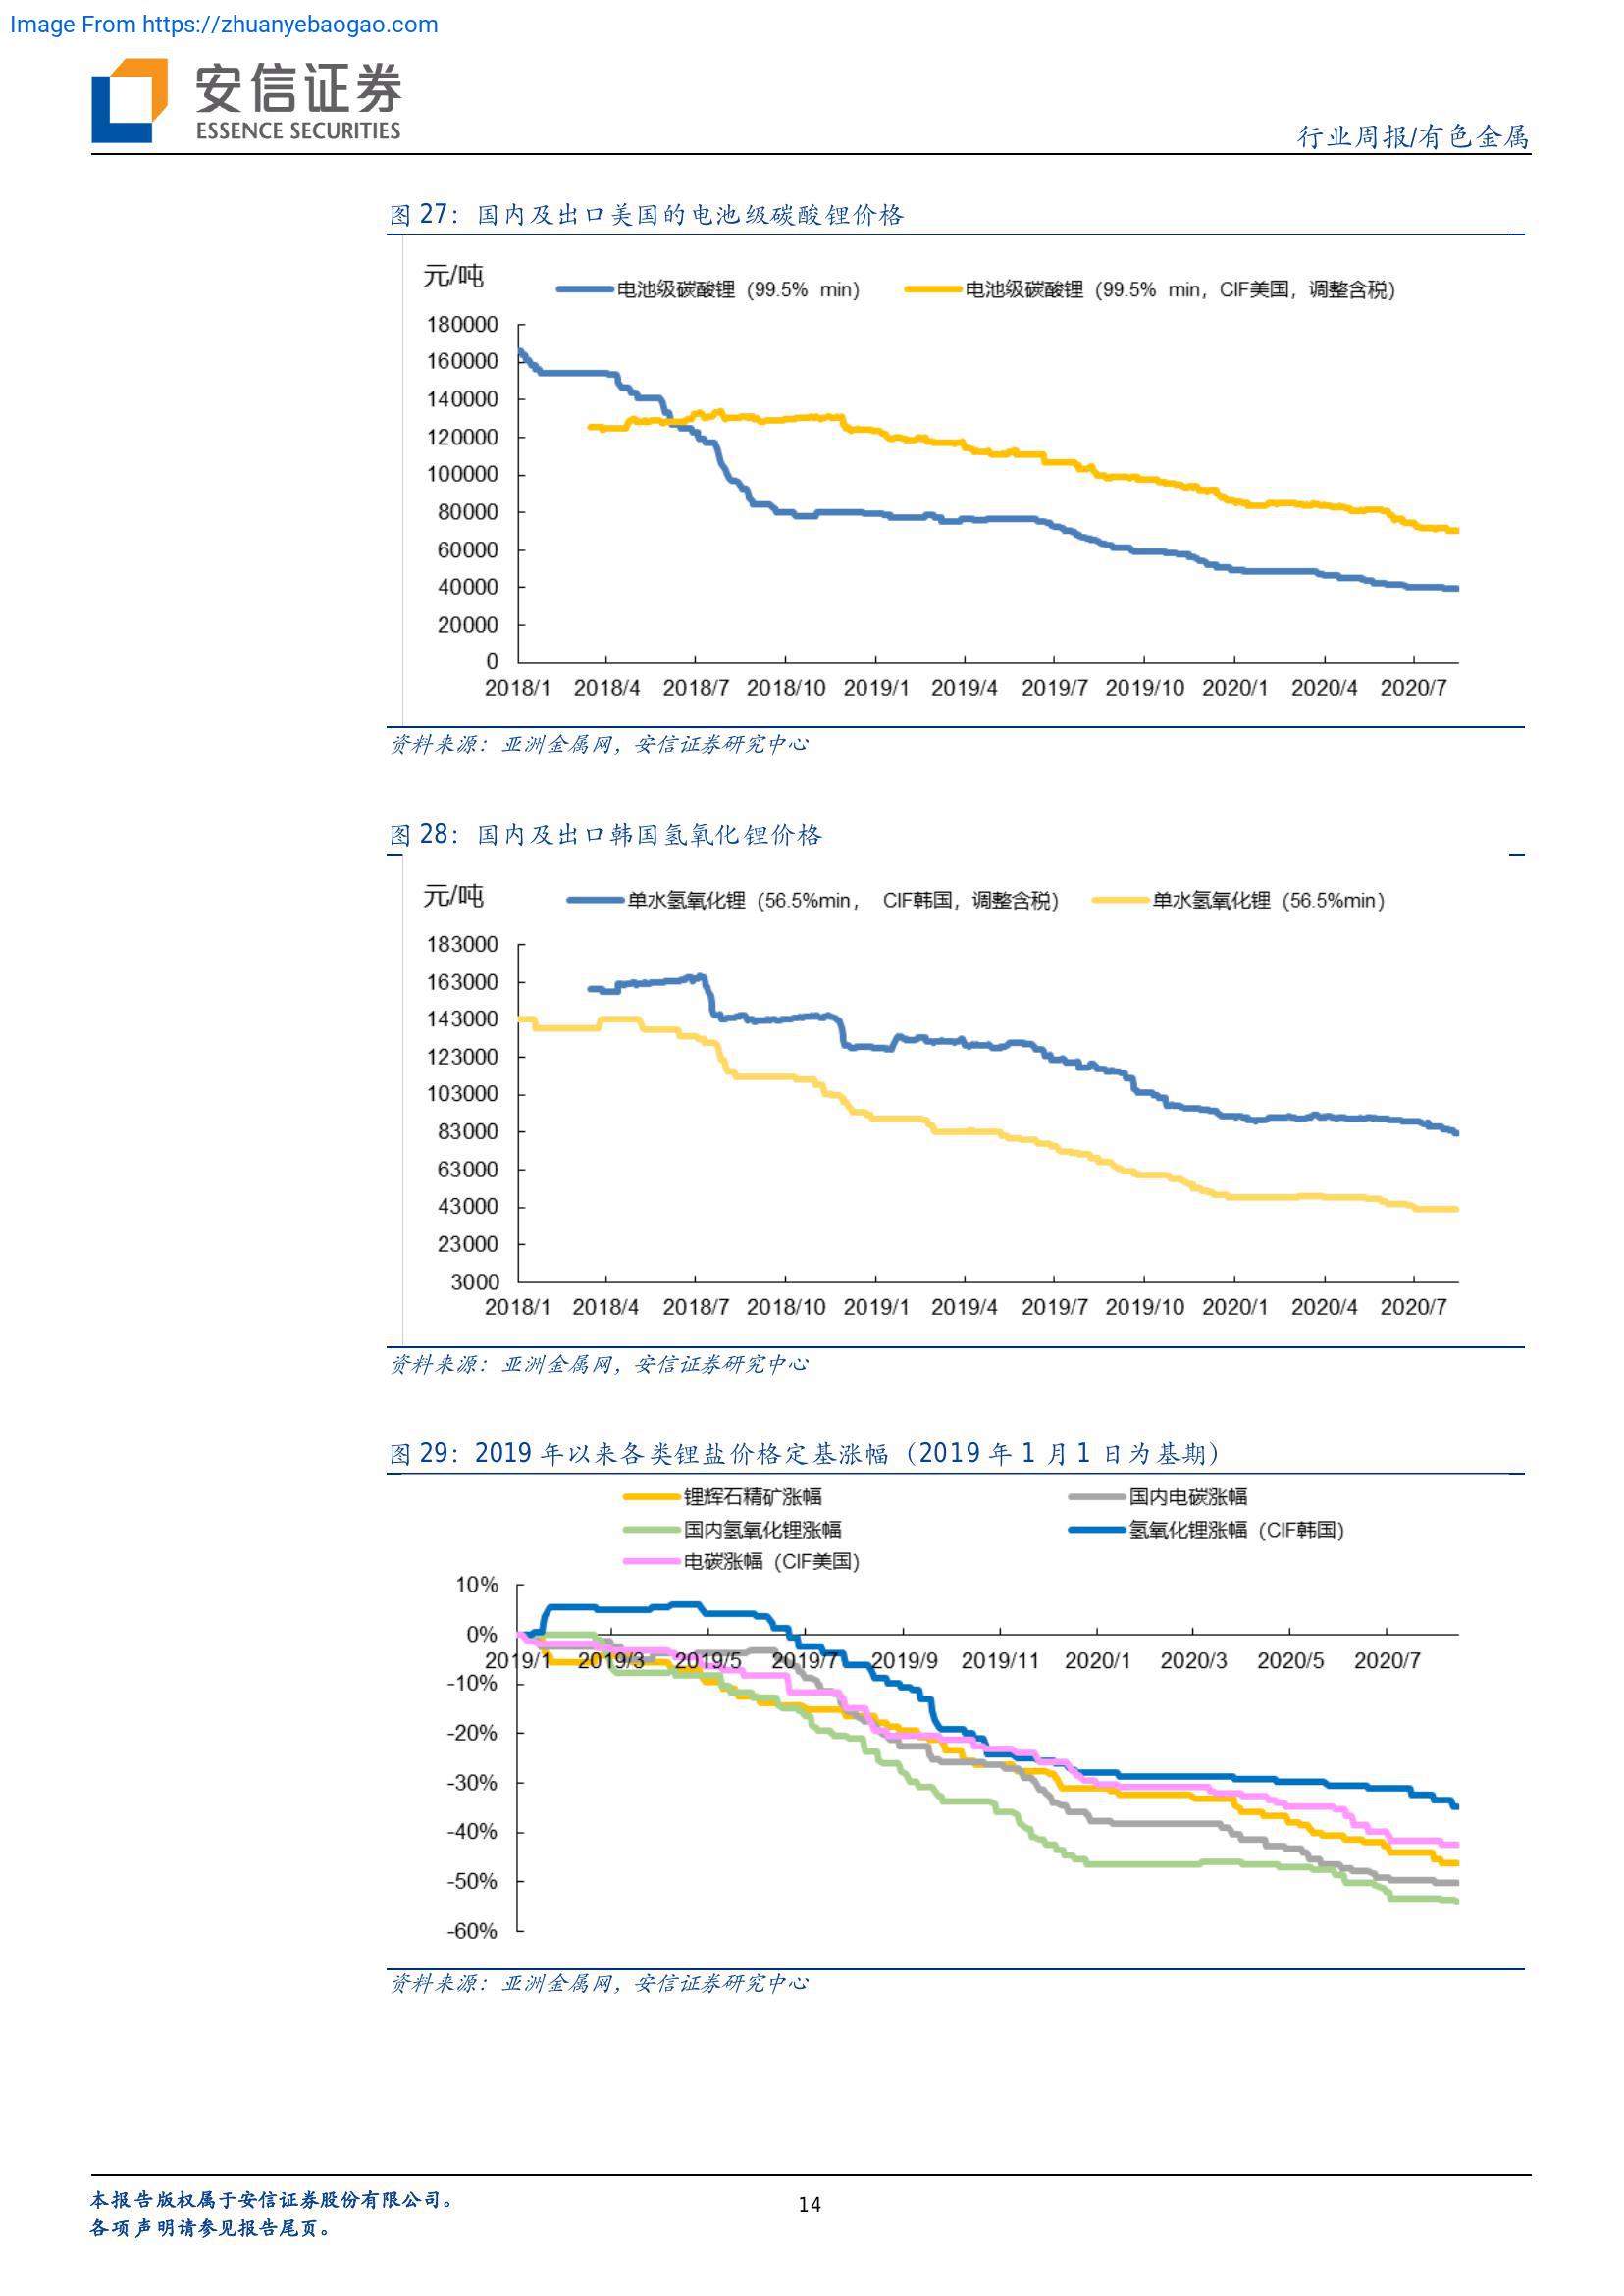 Image From https://zhuanyebaogao.com
安信证券
ESSENCE SECURITIES
行业周报/有色金属
图 27：国内及出口美国的电池级碳酸锂价格
元/吨
电池级碳酸锂（99.5% min） 电池级碳酸锂（99.5% min，CIF美国，调整含税）
180000
160000
140000
120000
100000
80000
60000
40000
20000
0
2018/1 2018/4 2018/7 2018/10 2019/1 2019/4 2019/7 2019/10 2020/1 2020/4 2020/7
资料来源：亚洲金属网，安信证券研究中心
图 28：国内及出口韩国氢氧化锂价格
元/吨
单水氢氧化锂（56.5%min， CIF韩国，调整含税） 单水氢氧化锂（56.5%min）
183000
163000
143000
123000
103000
83000
63000
43000
23000
3000
2018/1 2018/4 2018/7 2018/10 2019/1 2019/4 2019/7 2019/10 2020/1 2020/4 2020/7
资料来源：亚洲金属网，安信证券研究中心
图 29：2019 年以来各类锂盐价格定基涨幅（2019 年 1 月 1 日为基期）
锂辉石精矿涨幅 国内电碳涨幅
国内氢氧化锂涨幅 氢氧化锂涨幅（CIF韩国）
电碳涨幅（CIF美国）
10%
0%
2019/1 2019/3 2019/5 2019/7 2019/9 2019/11 2020/1 2020/3 2020/5 2020/7
-10%
-20%
-30%
-40%
-50%
-60%
资料来源：亚洲金属网，安信证券研究中心
本报告版权属于安信证券股份有限公司。
14
各项声明请参见报告尾页。